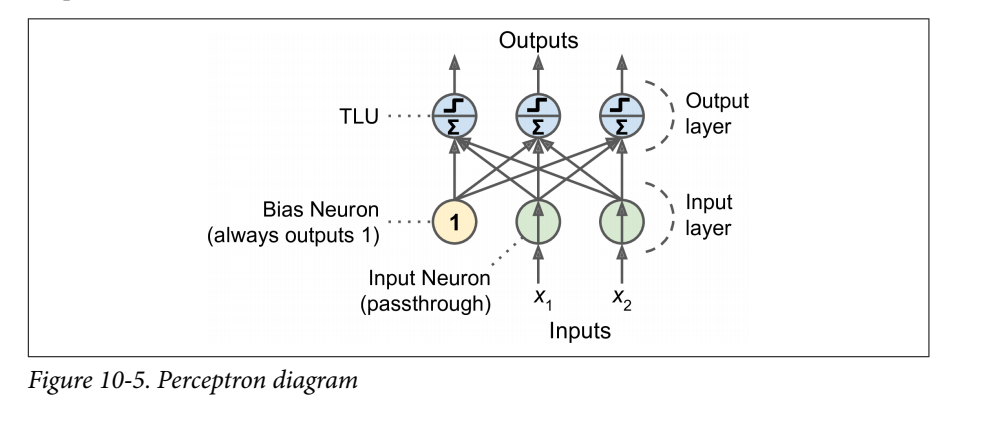 Outputs
TLU
Σ
Σ
Σ
Output
layer
Bias Neuron
(always outputs 1)
1
Input
layer
Input Neuron
(passthrough)
x1
x2
Inputs
Figure 10-5. Perceptron diagram